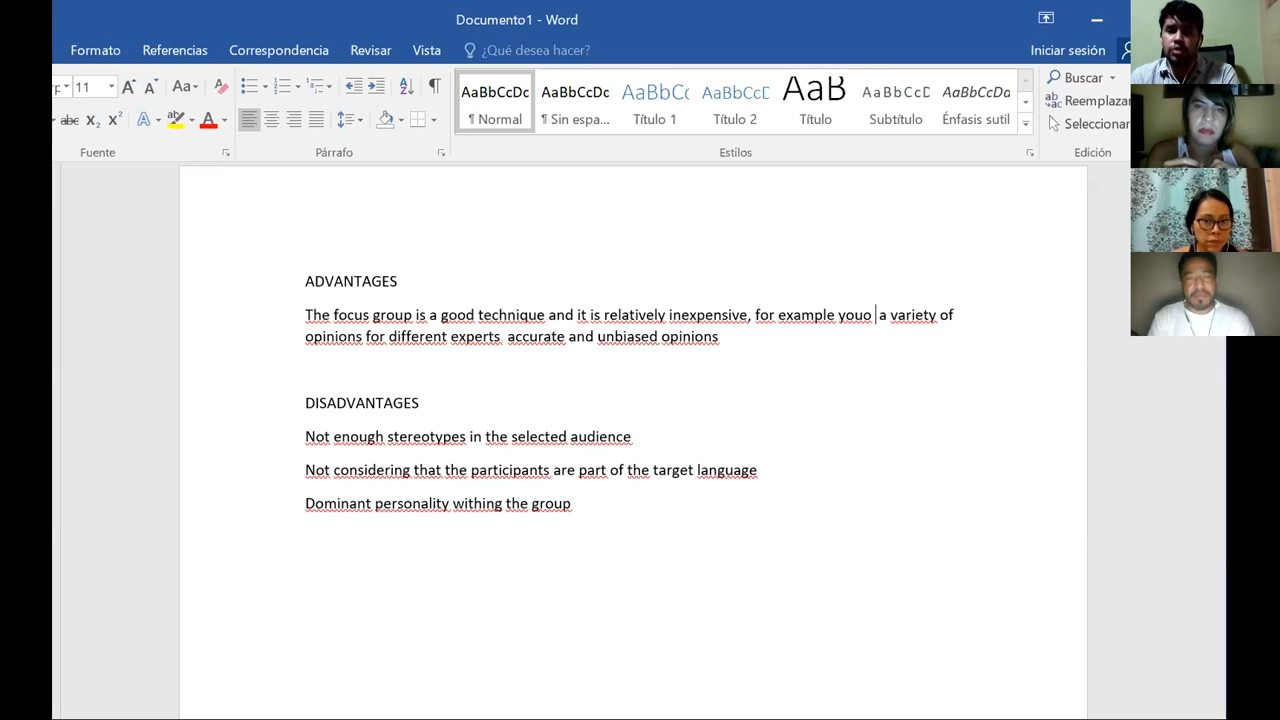 Documento1 - Word
Formato Referencias Correspondencia Revisar Vista ¿Qué desea hacer? Iniciar sesión
11 Aa
AaBbCcDc AaBbCcDc AaBbCc AaBbCcD AaB AaBbCcD AaBbCcDa
¶ Normal ¶ Sin espa... Título 1 Título 2 Título Subtítulo Énfasis sutil
Buscar
Reemplazar
Seleccionar
Fuente Párrafo Estilos Edición
ADVANTAGES
The focus group is a good technique and it is relatively inexpensive, for example youo a variety of
opinions for different experts accurate and unbiased opinions
DISADVANTAGES
Not enough stereotypes in the selected audience
Not considering that the participants are part of the target language
Dominant personality withing the group